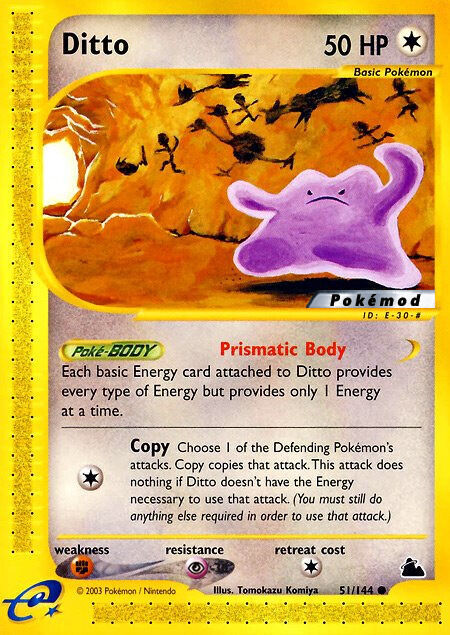 Ditto 50 HP
Basic Pokémon
Pokémod
ID: E-30-#
Poké-BODY Prismatic Body
Each basic Energy card attached to Ditto provides
every type of Energy but provides only 1 Energy
at a time.
Copy Choose 1 of the Defending Pokémon's
attacks. Copy copies that attack. This attack does
nothing if Ditto doesn't have the Energy
necessary to use that attack. (You must still do
anything else required in order to use that attack.)
weakness resistance retreat cost
-30
© 2003 Pokémon / Nintendo Illus. Tomokazu Komiya 51/144
e